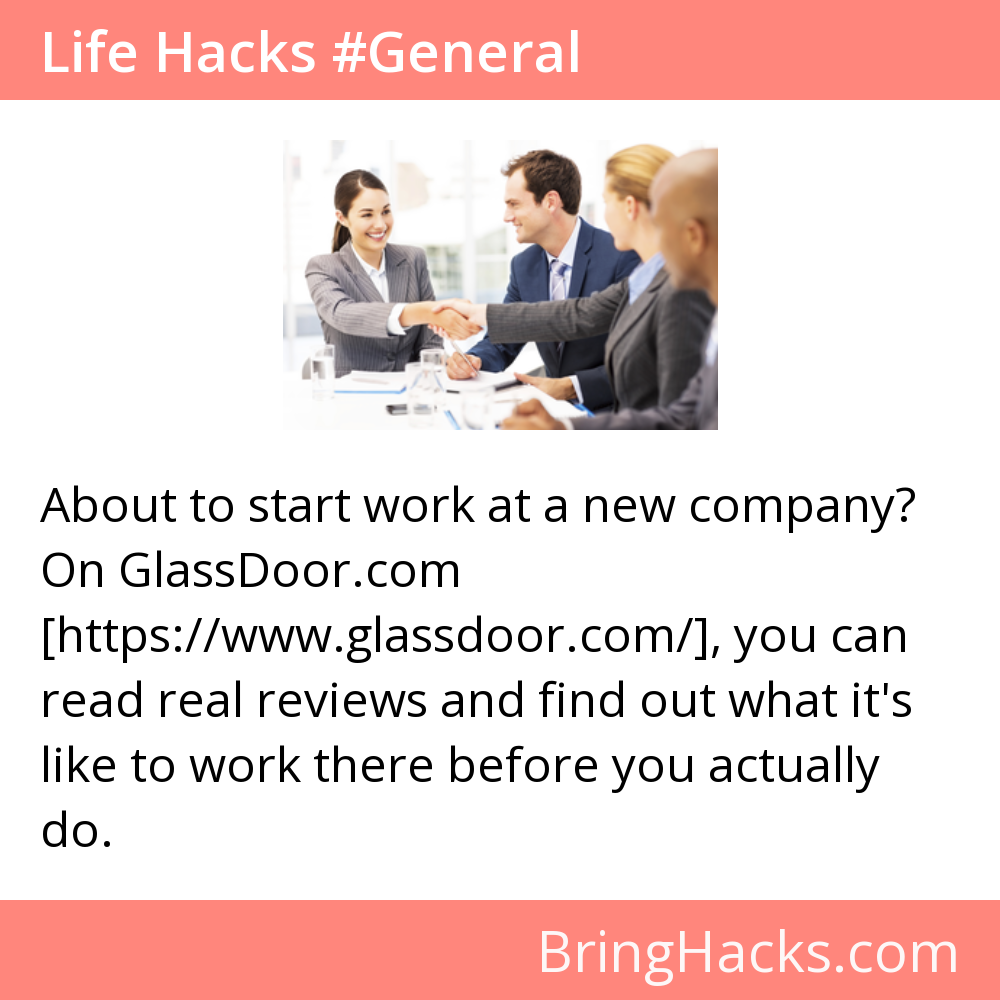 Life Hacks #General
About to start work at a new company?
On GlassDoor.com
[https://www.glassdoor.com/], you can
read real reviews and find out what it's
like to work there before you actually
do.
BringHacks.com